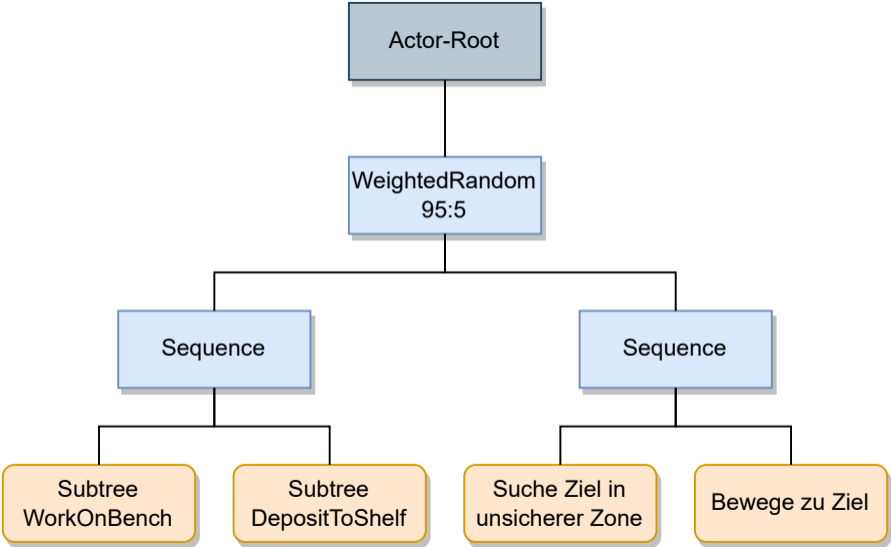 Actor-Root
WeightedRandom
95:5
Sequence
Sequence
Subtree
WorkOnBench
Subtree
DepositToShelf
Suche Ziel in
unsicherer Zone
Bewege zu Ziel